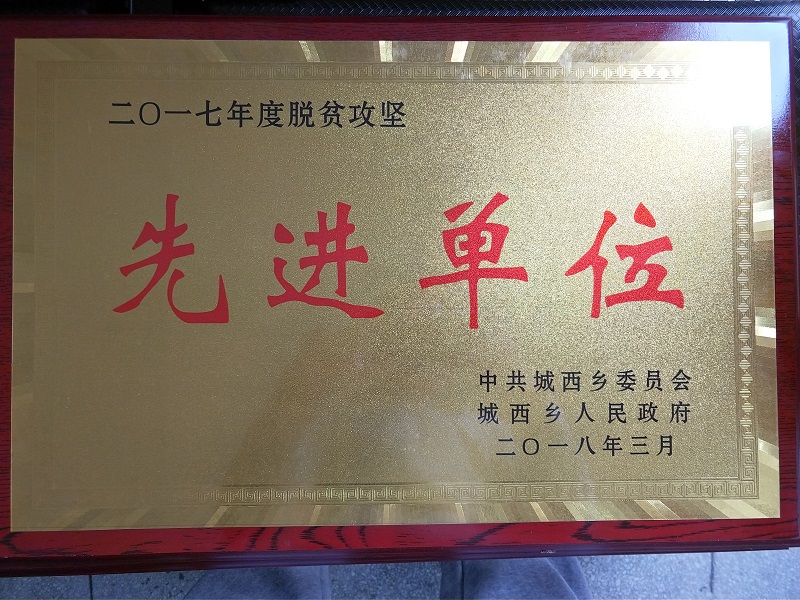 二〇一七年度脱贫攻坚
先进单位
中共城西乡委员会
城西乡人民政府
二〇一八年三月